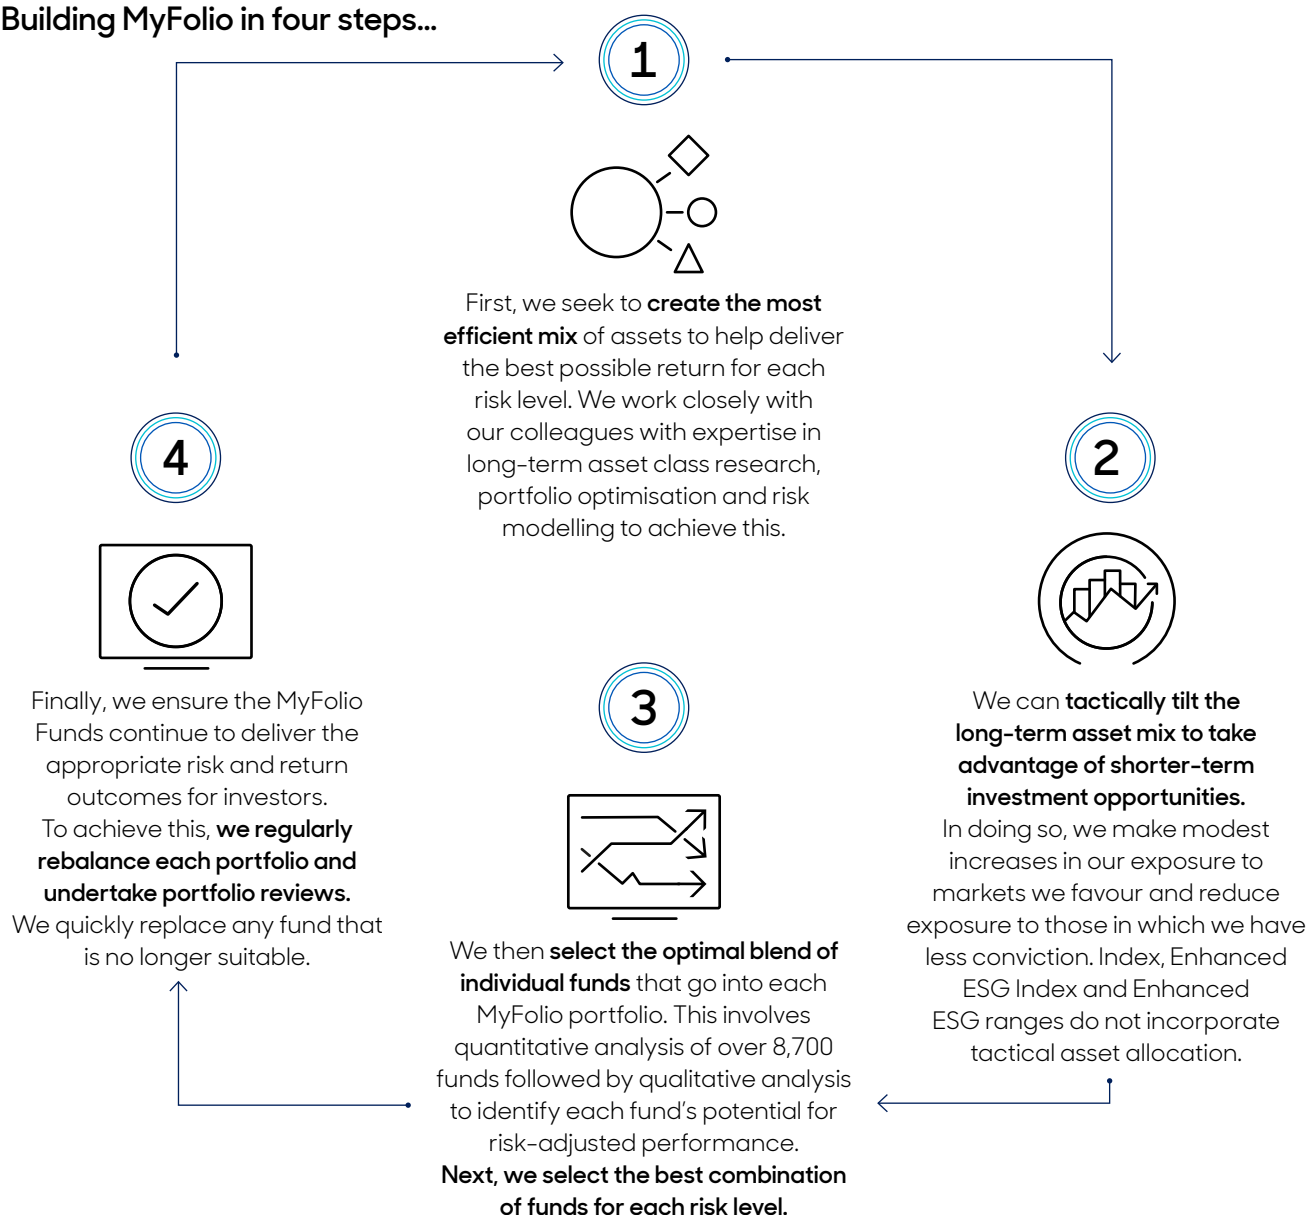 Building MyFolio in four steps...
1
First, we seek to create the most
efficient mix of assets to help deliver
the best possible return for each
risk level. We work closely with
our colleagues with expertise in
long-term asset class research,
portfolio optimisation and risk
modelling to achieve this.
2
We can tactically tilt the
long-term asset mix to take
advantage of shorter-term
investment opportunities.
In doing so, we make modest
increases in our exposure to
markets we favour and reduce
exposure to those in which we have
less conviction. Index, Enhanced
ESG Index and Enhanced
ESG ranges do not incorporate
tactical asset allocation.
3
We then select the optimal blend of
individual funds that go into each
MyFolio portfolio. This involves
quantitative analysis of over 8,700
funds followed by qualitative analysis
to identify each fund’s potential for
risk-adjusted performance.
Next, we select the best combination
of funds for each risk level.
4
Finally, we ensure the MyFolio
Funds continue to deliver the
appropriate risk and return
outcomes for investors.
To achieve this, we regularly
rebalance each portfolio and
undertake portfolio reviews.
We quickly replace any fund that
is no longer suitable.